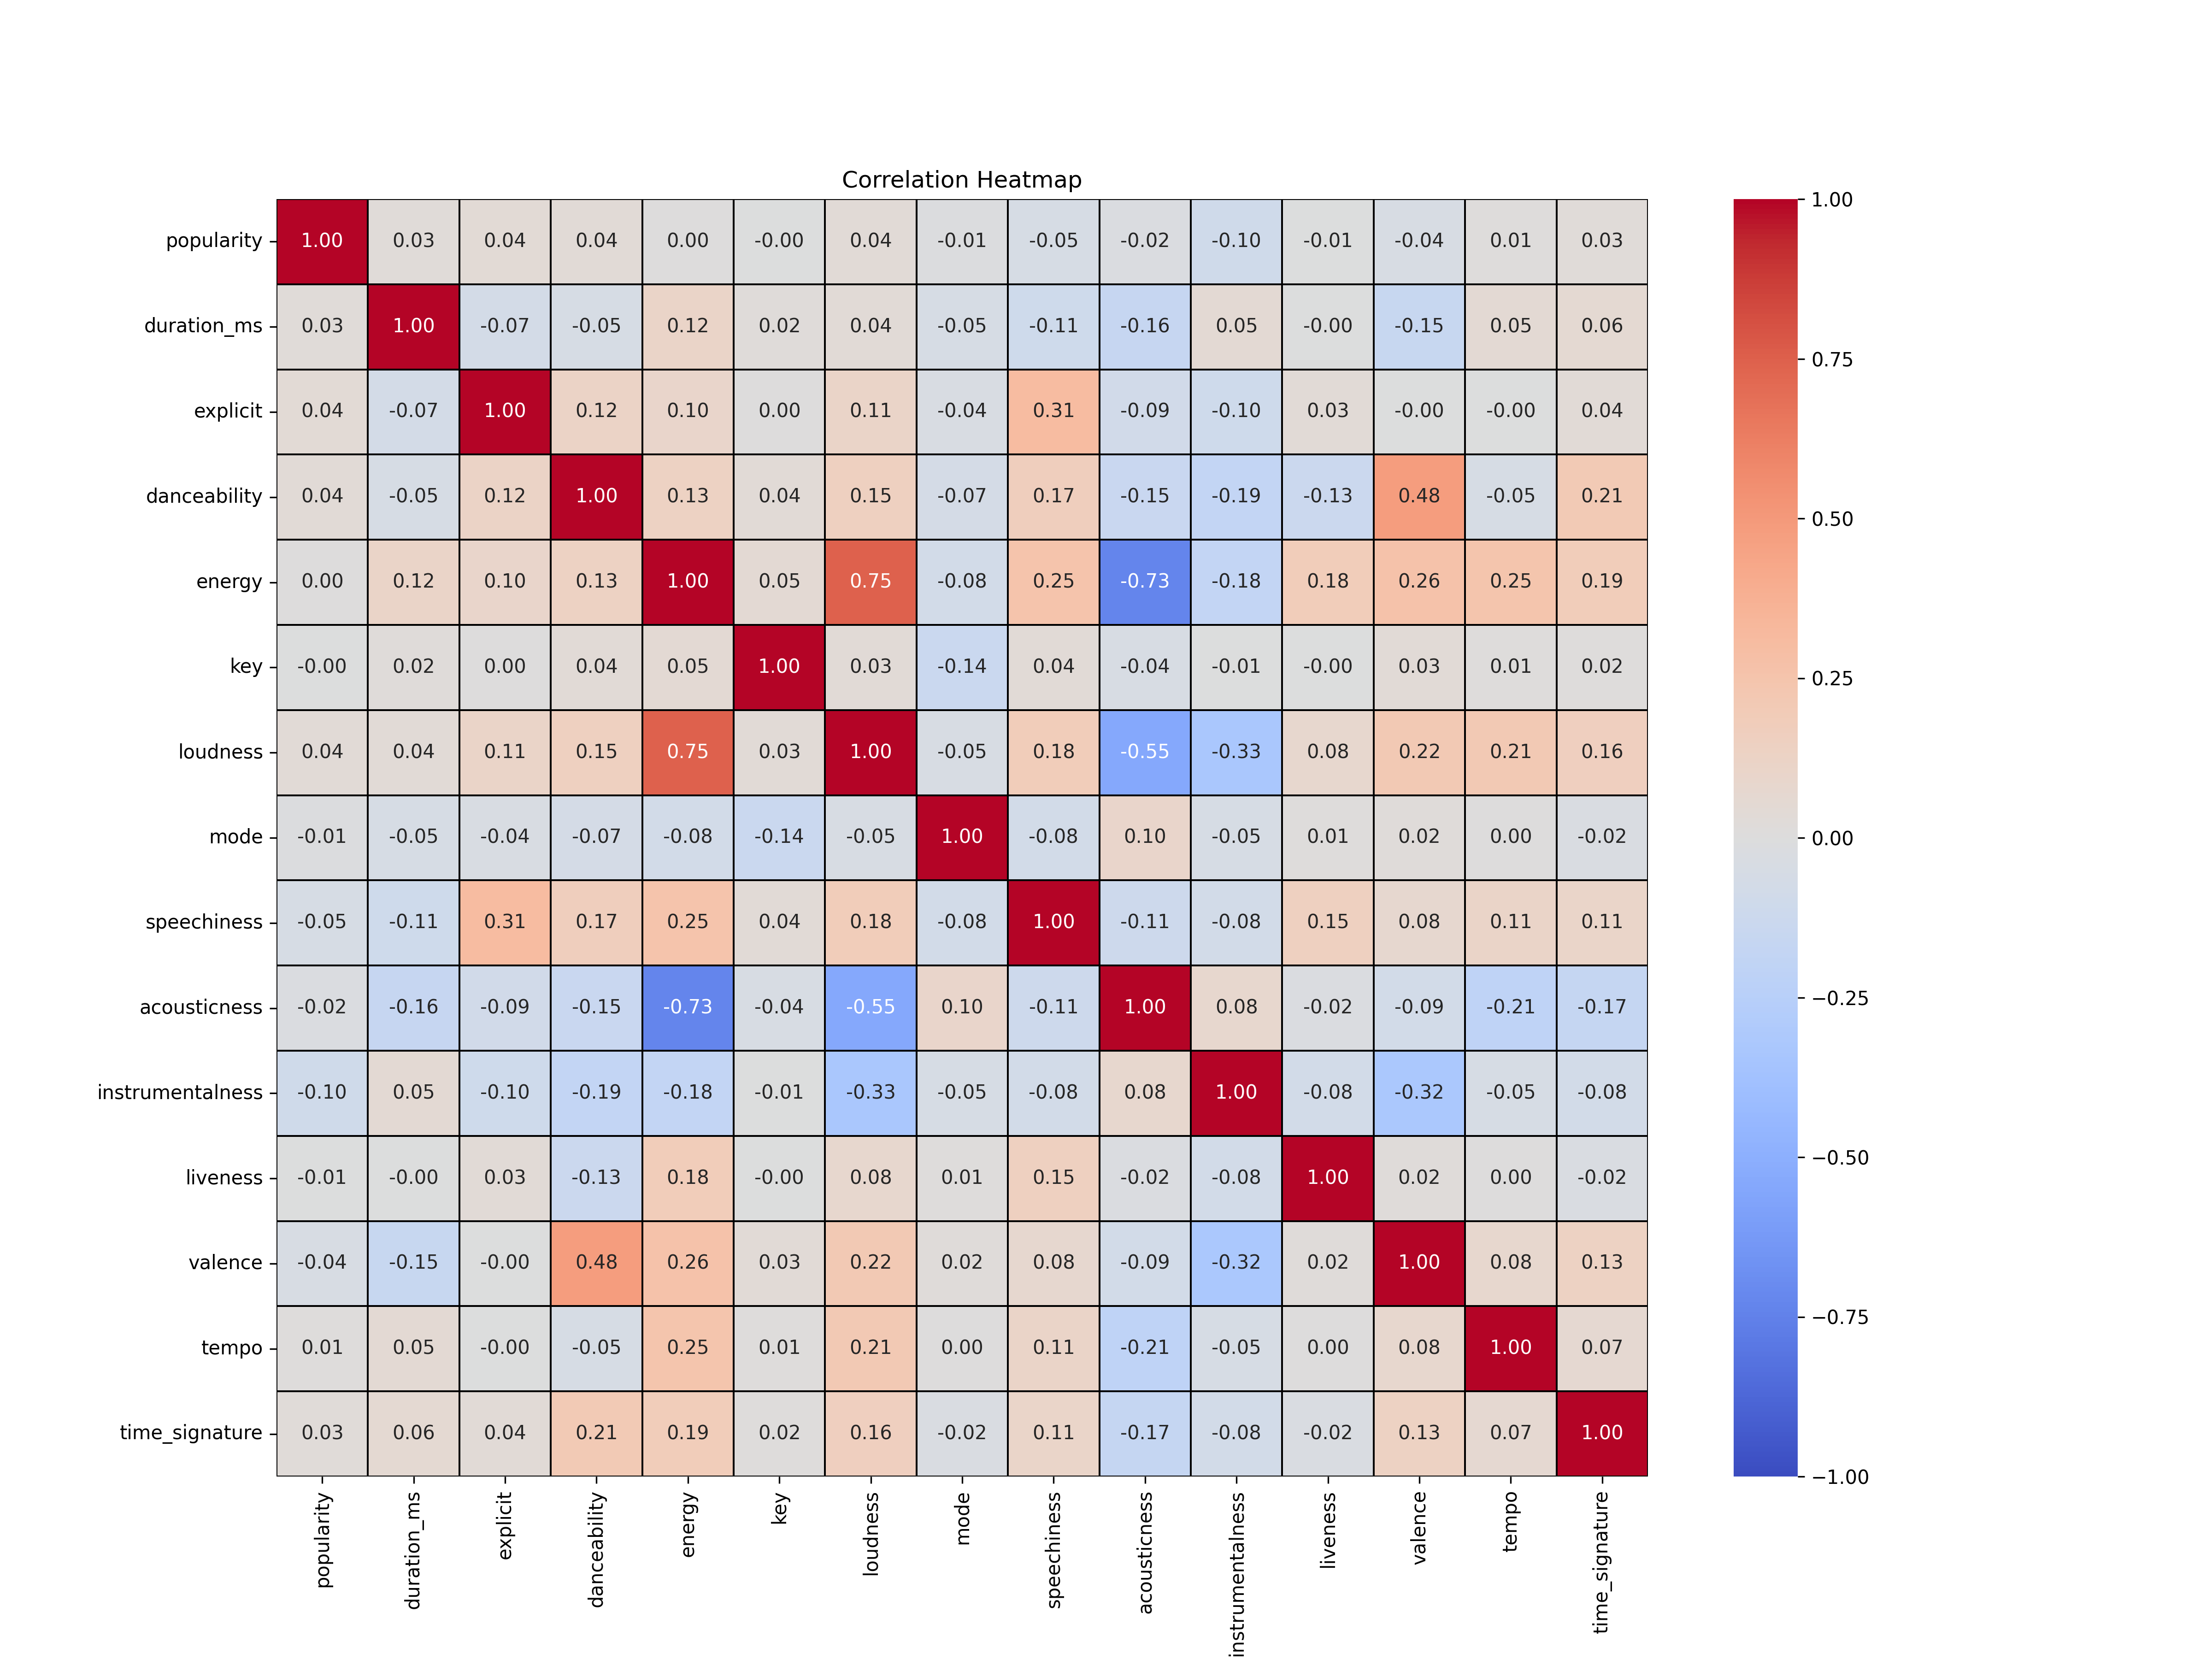 Correlation Heatmap
popularity 1.00 0.03 0.04 0.04 0.00 -0.00 0.04 -0.01 -0.05 -0.02 -0.10 -0.01 -0.04 0.01 0.03
duration_ms 0.03 1.00 -0.07 -0.05 0.12 0.02 0.04 -0.05 -0.11 -0.16 0.05 -0.00 -0.15 0.05 0.06
explicit 0.04 -0.07 1.00 0.12 0.10 0.00 0.11 -0.04 0.31 -0.09 -0.10 0.03 -0.00 -0.00 0.04
danceability 0.04 -0.05 0.12 1.00 0.13 0.04 0.15 -0.07 0.17 -0.15 -0.19 -0.13 0.48 -0.05 0.21
energy 0.00 0.12 0.10 0.13 1.00 0.05 0.75 -0.08 0.25 -0.73 -0.18 0.18 0.26 0.25 0.19
key -0.00 0.02 0.00 0.04 0.05 1.00 0.03 -0.14 0.04 -0.04 -0.01 -0.00 0.03 0.01 0.02
loudness 0.04 0.04 0.11 0.15 0.75 0.03 1.00 -0.05 0.18 -0.55 -0.33 0.08 0.22 0.21 0.16
mode -0.01 -0.05 -0.04 -0.07 -0.08 -0.14 -0.05 1.00 -0.08 0.10 -0.05 0.01 0.02 0.00 -0.02
speechiness -0.05 -0.11 0.31 0.17 0.25 0.04 0.18 -0.08 1.00 -0.11 -0.08 0.15 0.08 0.11 0.11
acousticness -0.02 -0.16 -0.09 -0.15 -0.73 -0.04 -0.55 0.10 -0.11 1.00 0.08 -0.02 -0.09 -0.21 -0.17
instrumentalness -0.10 0.05 -0.10 -0.19 -0.18 -0.01 -0.33 -0.05 -0.08 0.08 1.00 -0.08 -0.32 -0.05 -0.08
liveness -0.01 -0.00 0.03 -0.13 0.18 -0.00 0.08 0.01 0.15 -0.02 -0.08 1.00 0.02 0.00 -0.02
valence -0.04 -0.15 -0.00 0.48 0.26 0.03 0.22 0.02 0.08 -0.09 -0.32 0.02 1.00 0.08 0.13
tempo 0.01 0.05 -0.00 -0.05 0.25 0.01 0.21 0.00 0.11 -0.21 -0.05 0.00 0.08 1.00 0.07
time_signature 0.03 0.06 0.04 0.21 0.19 0.02 0.16 -0.02 0.11 -0.17 -0.08 -0.02 0.13 0.07 1.00
popularity
duration_ms
explicit
danceability
energy
key
loudness
mode
speechiness
acousticness
instrumentalness
liveness
valence
tempo
time_signature
1.00
0.75
0.50
0.25
0.00
−0.25
−0.50
−0.75
−1.00